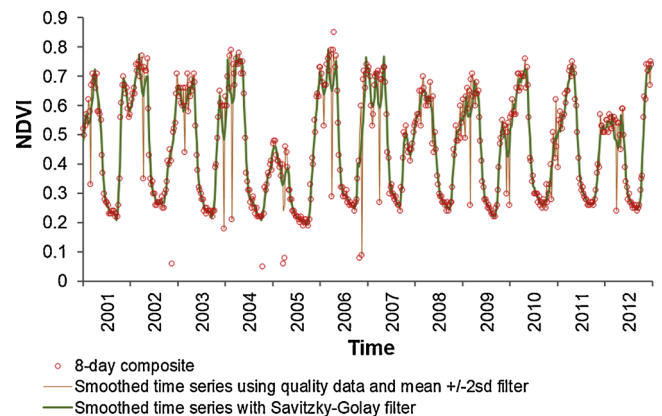 0.9
0.8
0.7
0.6
0.5
0.4
0.3
0.2
0.1
0
NDVI
2001 2002 2003 2004 2005 2006 2007 2008 2009 2010 2011 2012
Time
8-day composite
Smoothed time series using quality data and mean +/-2sd filter
Smoothed time series with Savitzky-Golay filter